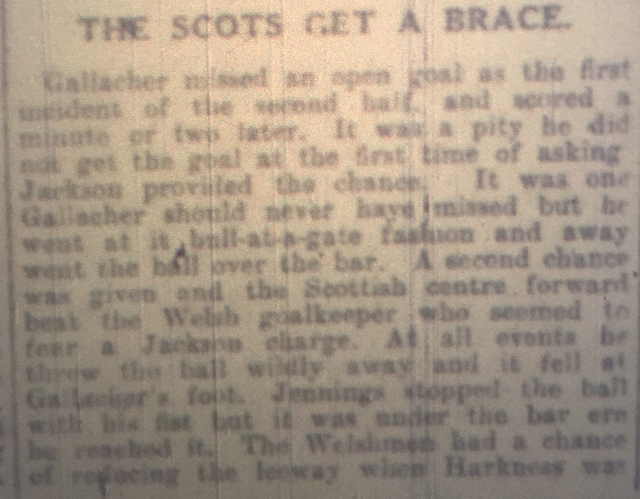 THE SCOTS GET A BRACE.
Gallacher missed an open goal as the first
incident of the second half, and scored a
minute or two later. It was a pity he did
not get the goal at the first time of asking
Jackson provided the chance. It was one
Gallacher should never have missed but he
went at it bull-at-a-gate fashion and away
went the ball over the bar. A second chance
was given and the Scottish centre forward
beat the Welsh goalkeeper who seemed to
fear a Jackson charge. At all events he
threw the ball wildly away and it fell at
Gallacher's foot. Jennings stopped the ball
with his fist but it was under the bar ere
he reached it. The Welshmen had a chance
of reducing the leeway when Harkness was